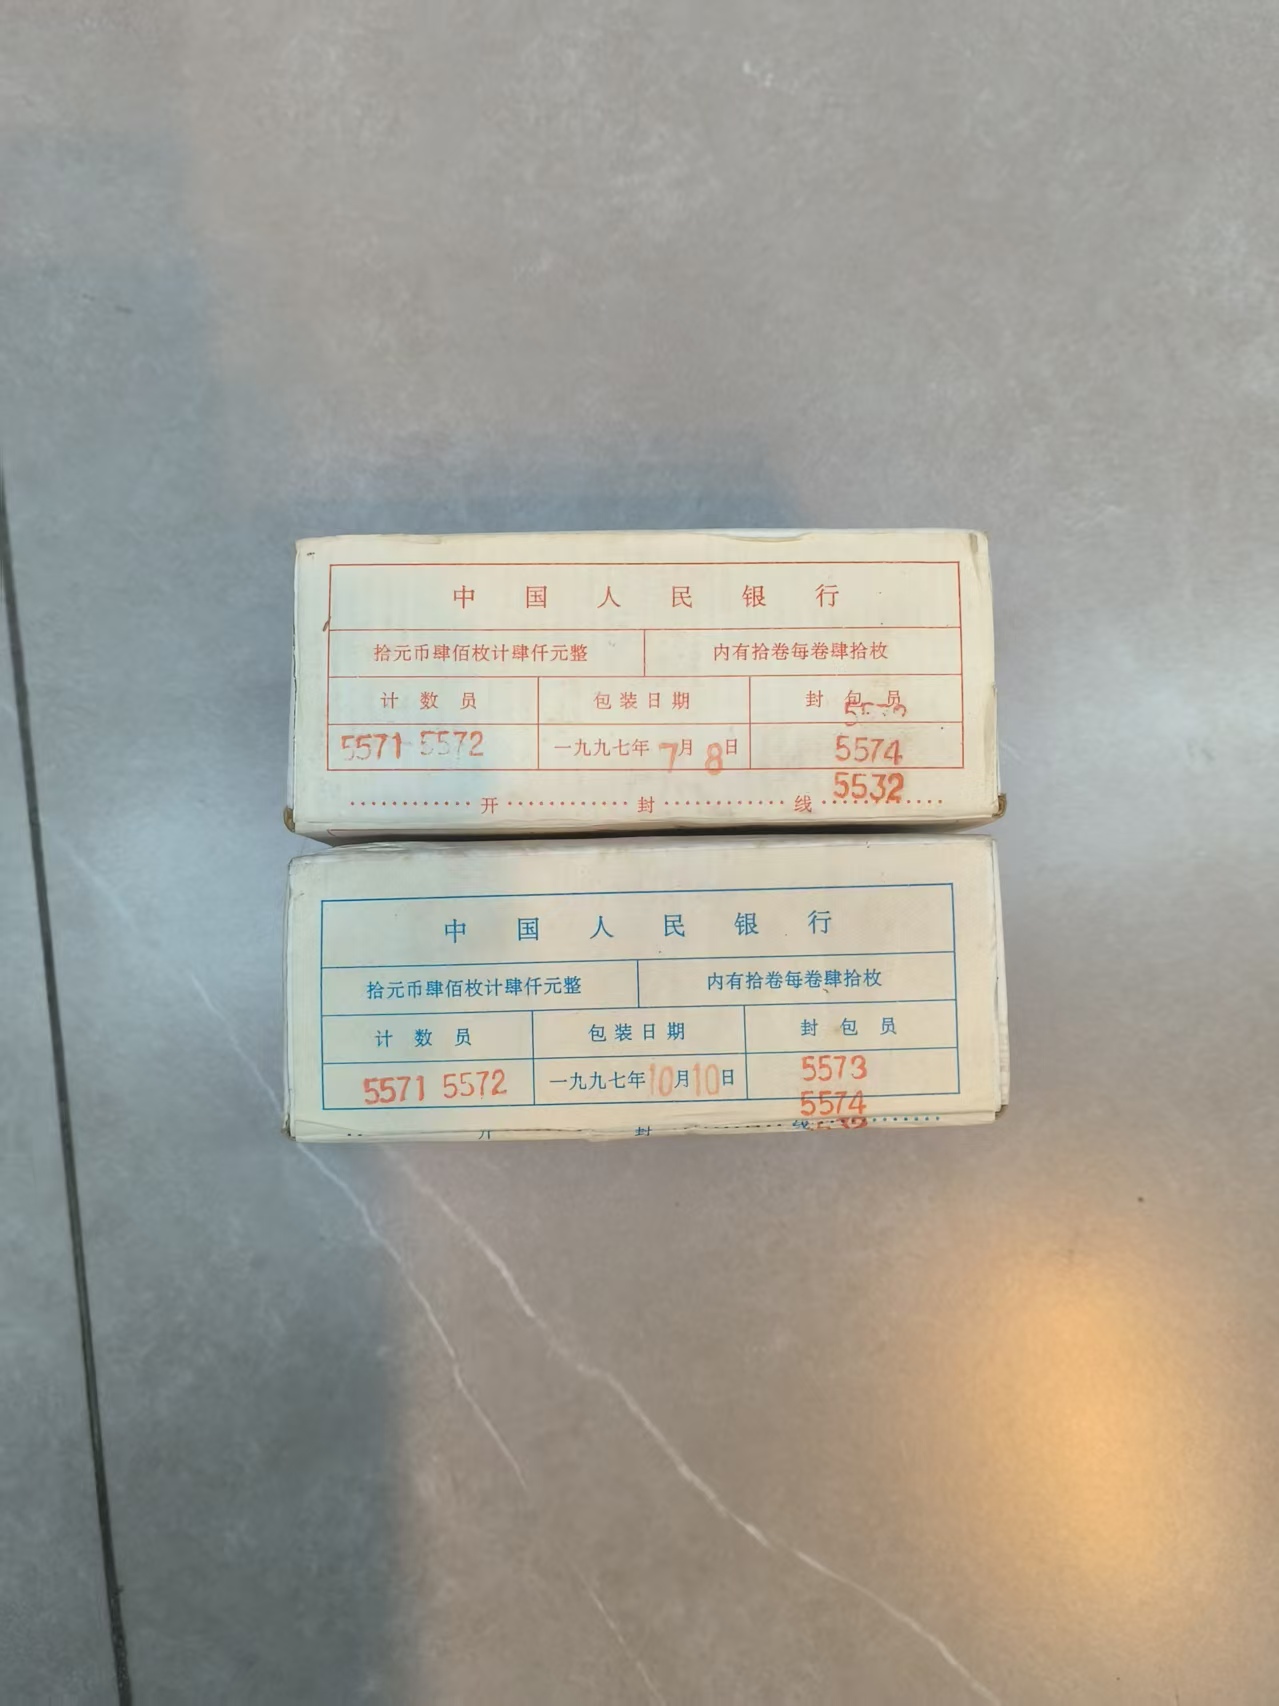 中国人民银行
拾元币肆佰枚计肆仟元整 内有拾卷每卷肆拾枚
计数员 包装日期 封包员
5571 5572 一九九七年7月8日 5574
5532
开封线
中国人民银行
拾元币肆佰枚计肆仟元整 内有拾卷每卷肆拾枚
计数员 包装日期 封包员
5571 5572 一九九七年10月10日 5573
5574
开封线